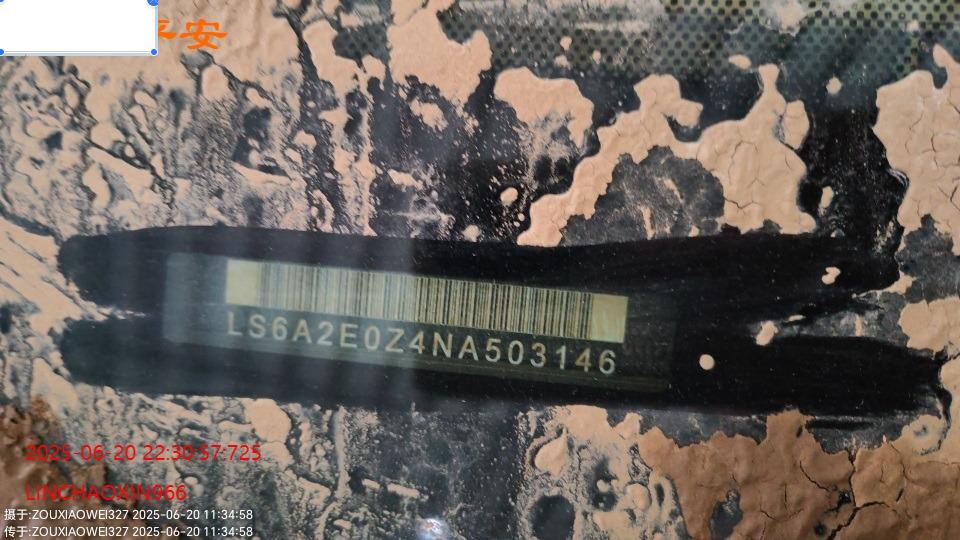 平安
LS6A2E0Z4NA503146
2025-06-20 22:30:57-725
LINCHAOXIN966
摄于:ZOUXIAOWEI327 2025-06-20 11:34:58
传于:ZOUXIAOWEI327 2025-06-20 11:34:58